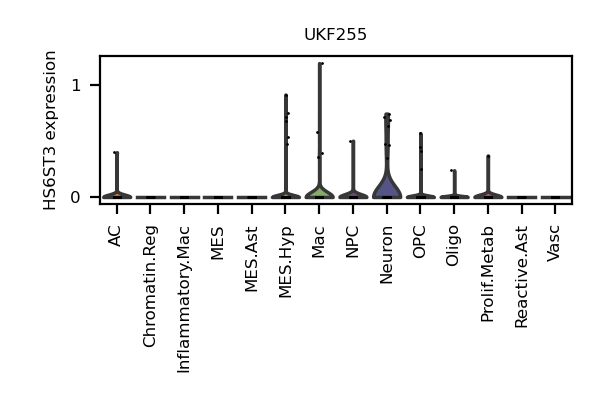 UKF255
HS6ST3 expression
1
0
AC
Chromatin.Reg
Inflammatory.Mac
MES
MES.Ast
MES.Hyp
Mac
NPC
Neuron
OPC
Oligo
Prolif.Metab
Reactive.Ast
Vasc